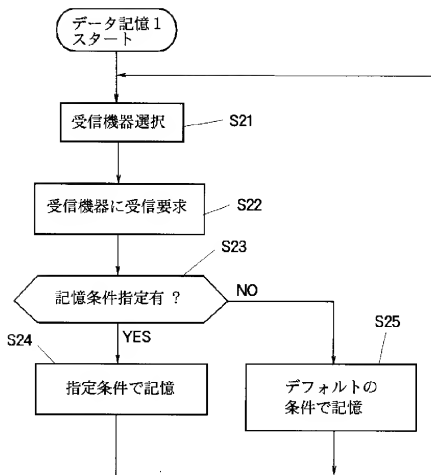 データ記憶1
スタート
受信機器選択
S21
受信機器に受信要求
S22
S23
記憶条件指定有 ?
NO
YES
S24
S25
指定条件で記憶
デフォルトの
条件で記憶